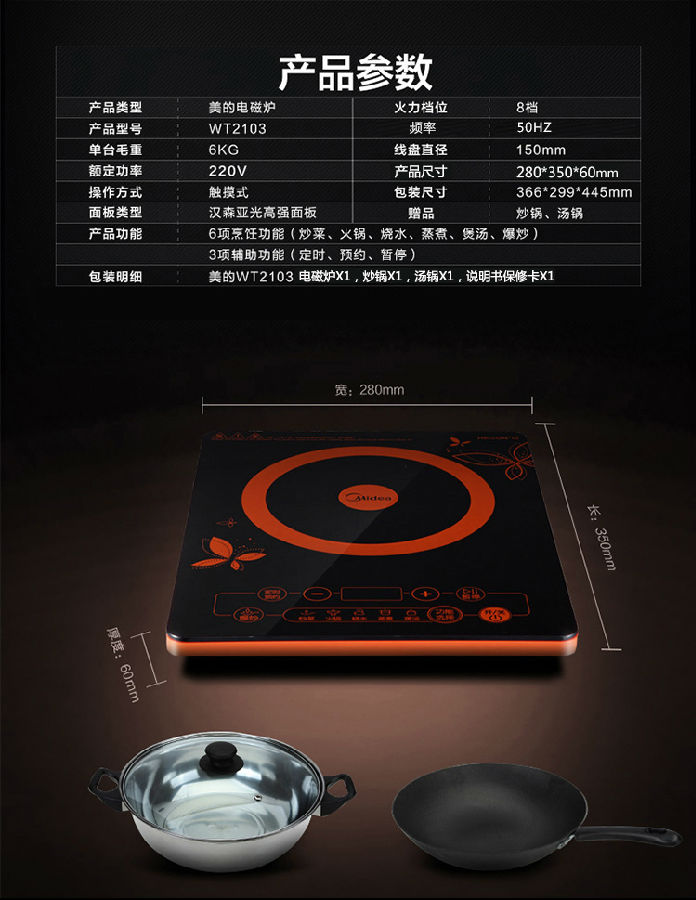 产品参数
产品类型 美的电磁炉 火力档位 8档
产品型号 WT2103 频率 50HZ
单台毛重 6KG 线盘直径 150mm
额定功率 220V 产品尺寸 280*350*60mm
操作方式 触摸式 包装尺寸 366*299*445mm
面板类型 汉森亚光高强面板 赠品 炒锅、汤锅
产品功能 6项烹饪功能（炒菜、火锅、烧水、蒸煮、煲汤、爆炒）
3项辅助功能（定时、预约、暂停）
包装明细 美的WT2103 电磁炉X1，炒锅X1，汤锅X1，说明书保修卡X1
宽：280mm
Midea
长：350mm
厚度：60mm